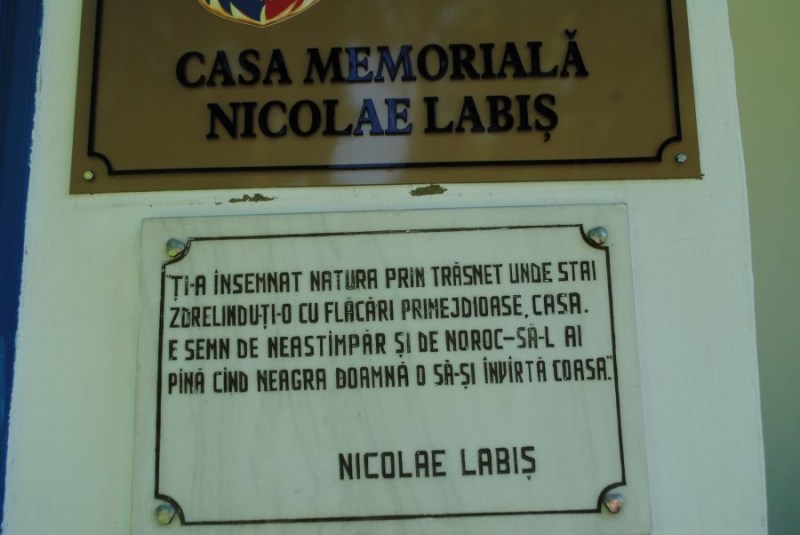 CASA MEMORIALĂ
NICOLAE LABIȘ
"ȚI-A ÎNSEMNAT NATURA PRIN TRĂSNET UNDE STAI
ZDRELINDU-ȚI-O CU FLĂCĂRI PRIMEJDIOASE, CASA.
E SEMN DE NEASTÎMPĂR ȘI DE NOROC-SĂ-L AI
PÎNĂ CÎND NEAGRA DOAMNĂ O SĂ-ȘI ÎNVÎRTĂ COASA."
NICOLAE LABIȘ